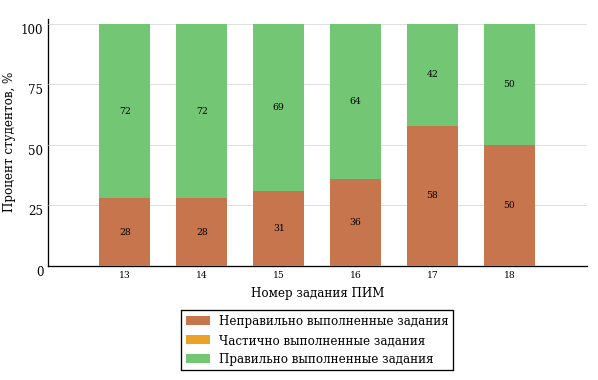 100
75
50
25
0
Процент студентов, %
72
72
69
64
42
50
28
28
31
36
58
50
13 14 15 16 17 18
Номер задания ПИМ
Неправильно выполненные задания
Частично выполненные задания
Правильно выполненные задания